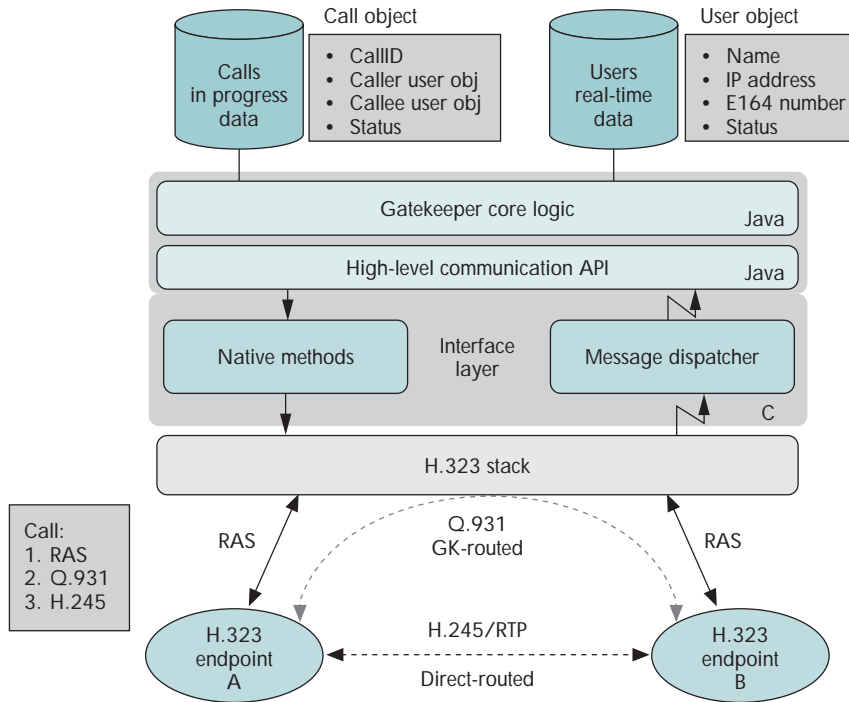 Call object
User object
Calls
in progress
data
• CallID
• Caller user obj
• Callee user obj
• Status
Users
real-time
data
• Name
• IP address
• E164 number
• Status
Gatekeeper core logic
Java
High-level communication API
Java
Native methods
Interface
layer
Message dispatcher
C
H.323 stack
Call:
1. RAS
2. Q.931
3. H.245
RAS
Q.931
GK-routed
RAS
H.323
endpoint
A
H.245/RTP
Direct-routed
H.323
endpoint
B